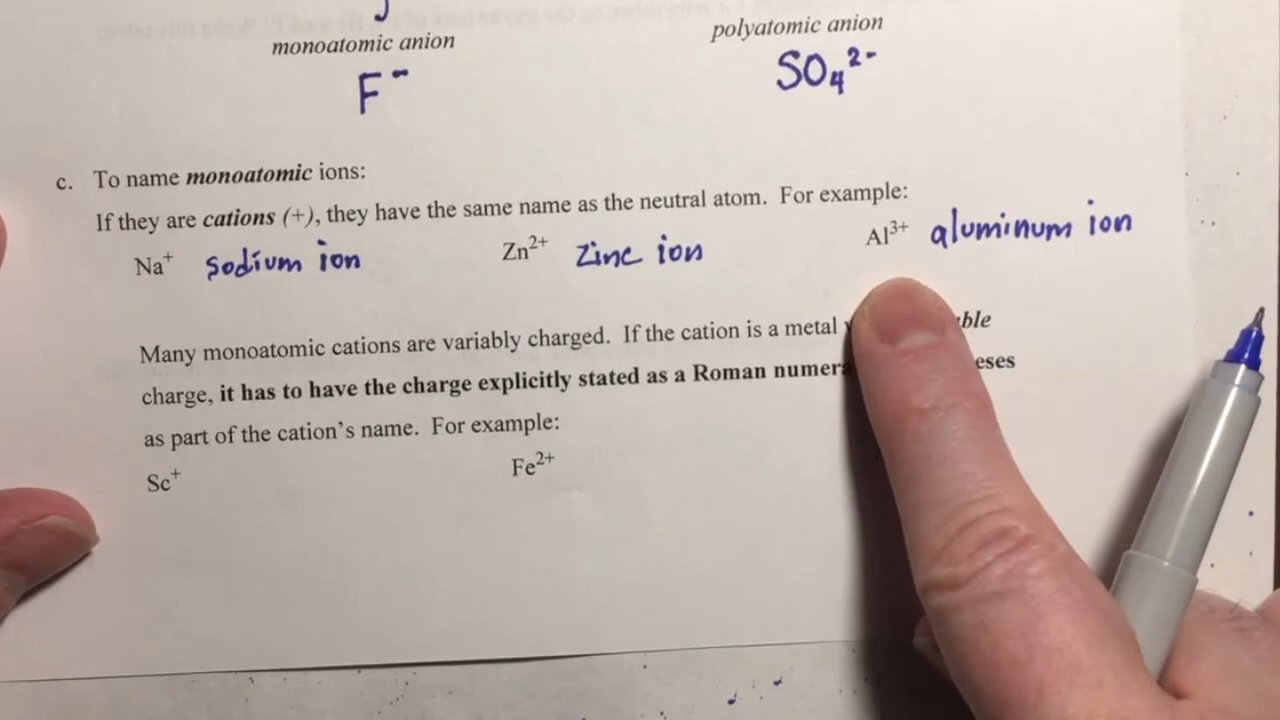 monoatomic anion polyatomic anion
F⁻ SO₄²⁻
c. To name monoatomic ions:
If they are cations (+), they have the same name as the neutral atom. For example:
Na⁺ sodium ion Zn²⁺ zinc ion Al³⁺ aluminum ion
Many monoatomic cations are variably charged. If the cation is a metal
charge, it has to have the charge explicitly stated as a Roman
as part of the cation's name. For example:
Sc⁺ Fe²⁺